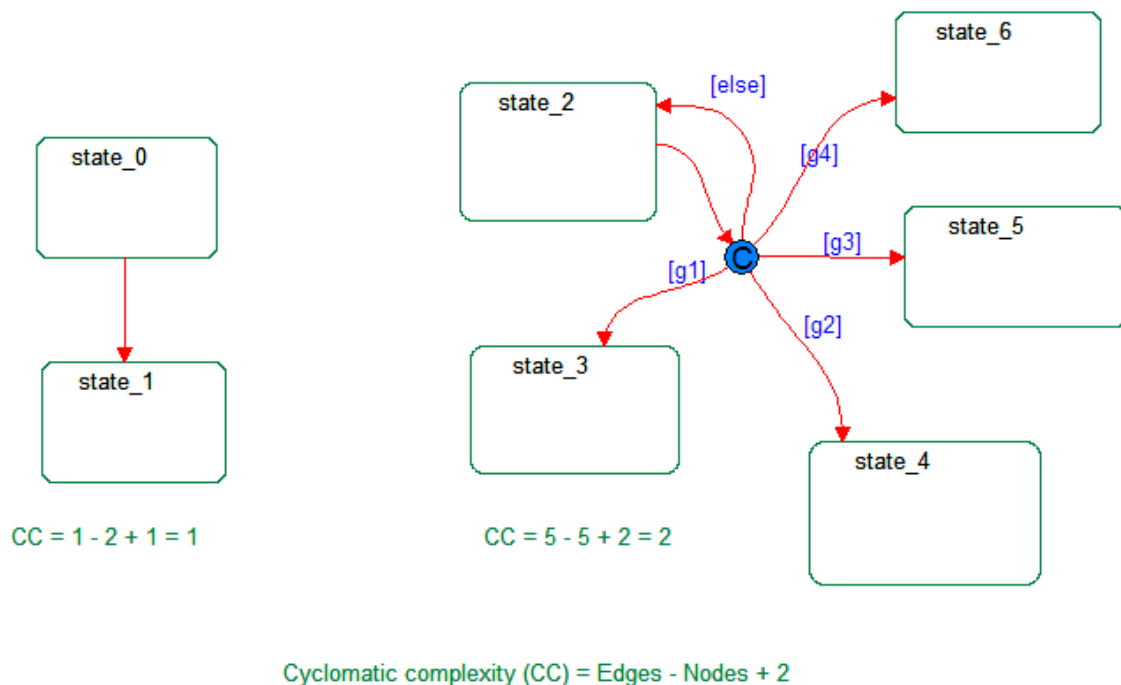 state_0
state_1
CC = 1 - 2 + 1 = 1
state_2
[else]
state_6
[g4]
C
[g3]
state_5
[g1]
[g2]
state_3
state_4
CC = 5 - 5 + 2 = 2
Cyclomatic complexity (CC) = Edges - Nodes + 2